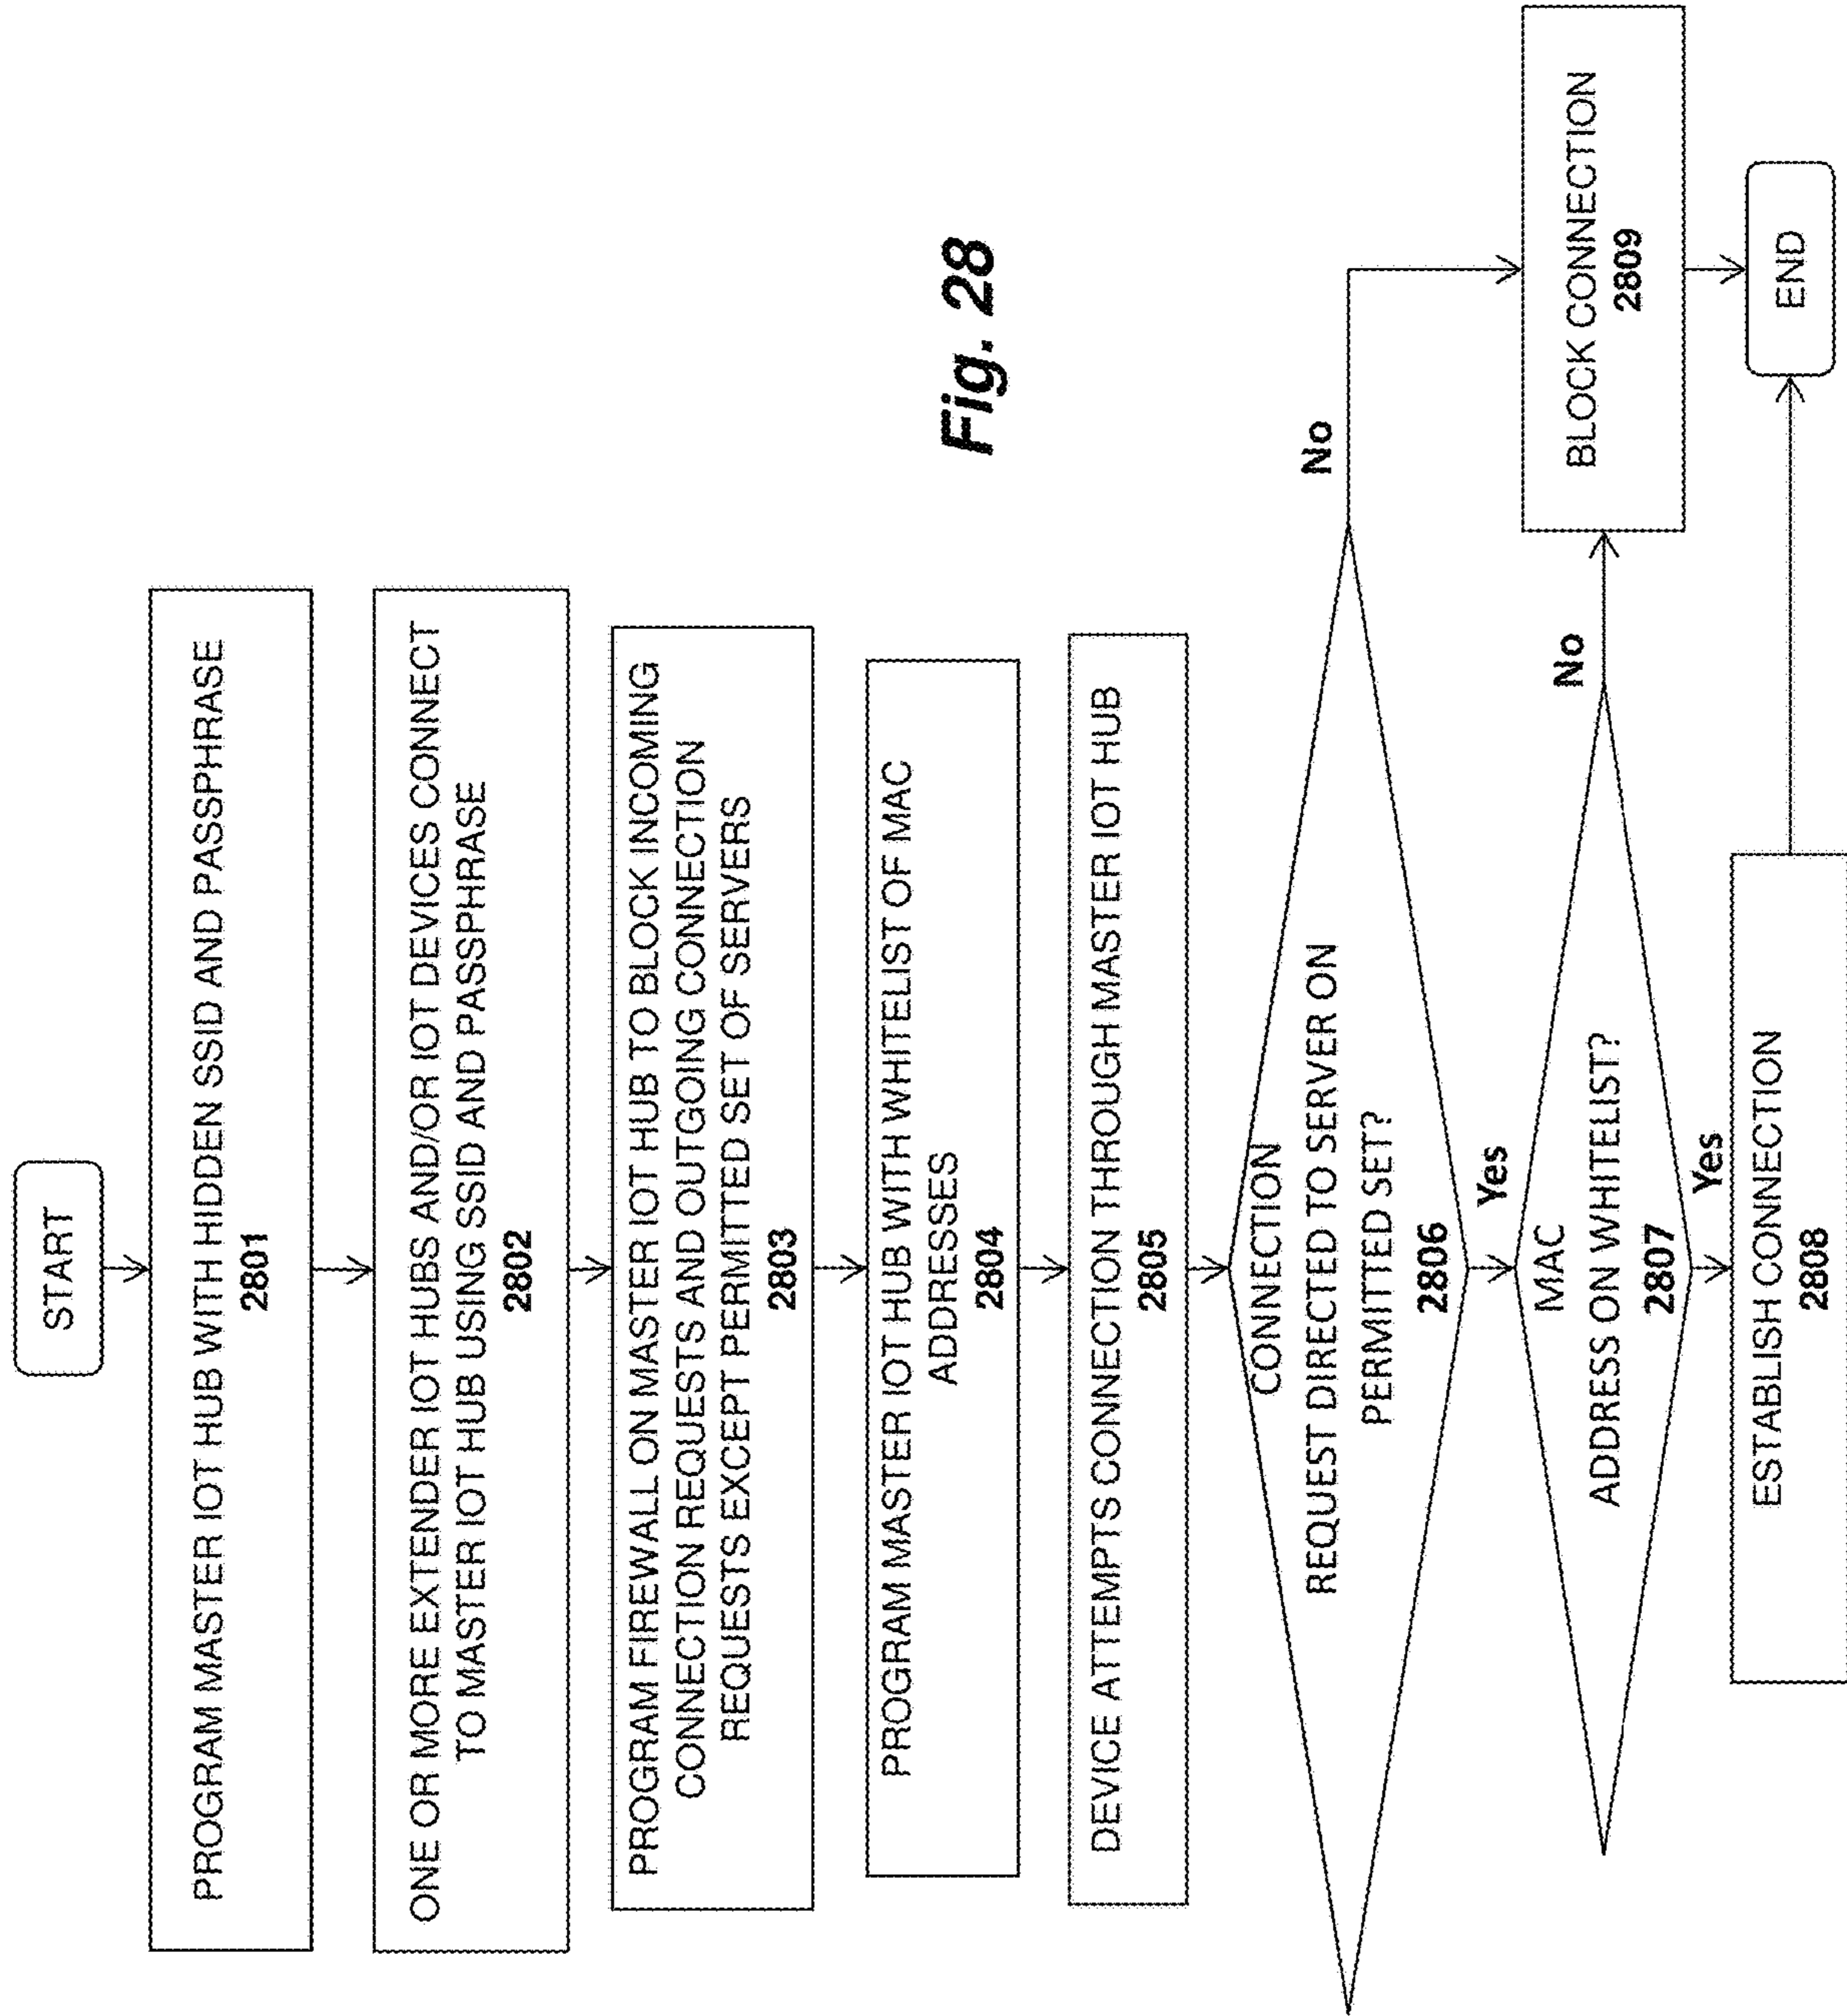 START
PROGRAM MASTER IOT HUB WITH HIDDEN SSID AND PASSPHRASE
2801
ONE OR MORE EXTENDER IOT HUBS AND/OR IOT DEVICES CONNECT
TO MASTER IOT HUB USING SSID AND PASSPHRASE
2802
PROGRAM FIREWALL ON MASTER IOT HUB TO BLOCK INCOMING
CONNECTION REQUESTS AND OUTGOING CONNECTION
REQUESTS EXCEPT PERMITTED SET OF SERVERS
2803
PROGRAM MASTER IOT HUB WITH WHITELIST OF MAC
ADDRESSES
2804
DEVICE ATTEMPTS CONNECTION THROUGH MASTER IOT HUB
2805
CONNECTION
REQUEST DIRECTED TO SERVER ON
PERMITTED SET?
2806
No
Yes
MAC
ADDRESS ON WHITELIST?
2807
No
Yes
ESTABLISH CONNECTION
2808
BLOCK CONNECTION
2809
END
Fig. 28